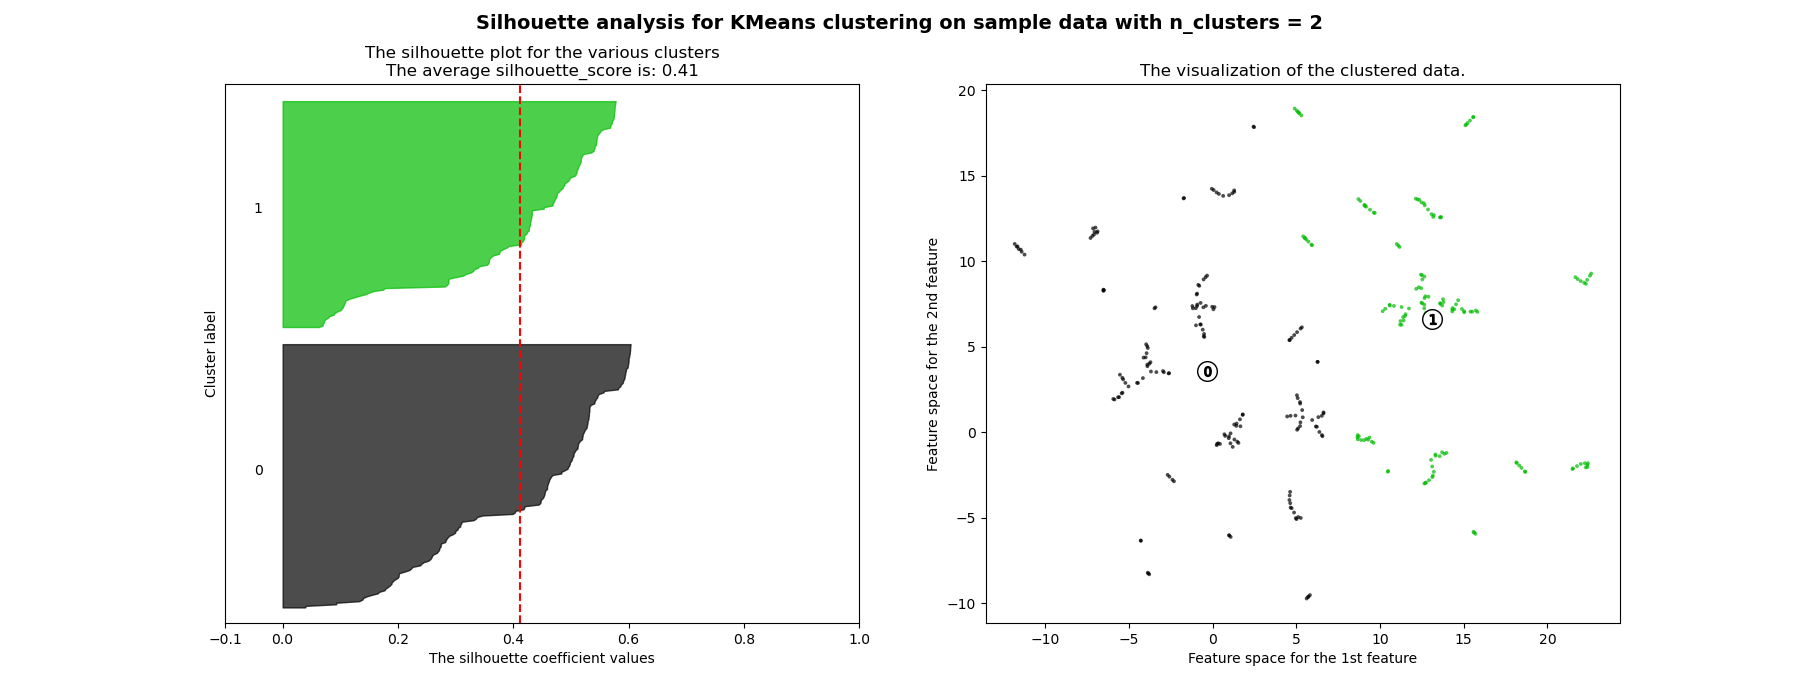 Silhouette analysis for KMeans clustering on sample data with n_clusters = 2
The silhouette plot for the various clusters
The average silhouette_score is: 0.41
Cluster label
1
0
−0.1 0.0 0.2 0.4 0.6 0.8 1.0
The silhouette coefficient values
The visualization of the clustered data.
Feature space for the 2nd feature
20
15
10
5
0
−5
−10
1
0
−10 −5 0 5 10 15 20
Feature space for the 1st feature